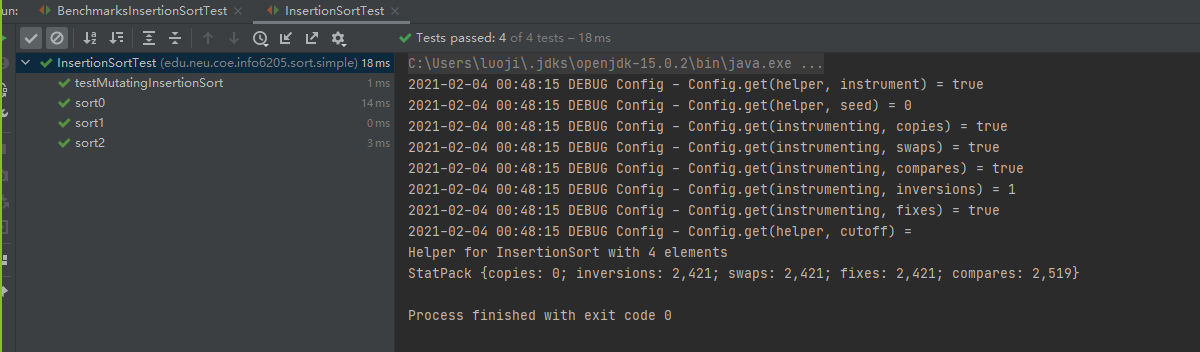 un: BenchmarksInsertionSortTest × InsertionSortTest ×
Tests passed: 4 of 4 tests – 18 ms
InsertionSortTest (edu.neu.coe.info6205.sort.simple) 18 ms
testMutatingInsertionSort 1 ms
sort0 14 ms
sort1 0 ms
sort2 3 ms
C:\Users\luoji\.jdks\openjdk-15.0.2\bin\java.exe ...
2021-02-04 00:48:15 DEBUG Config - Config.get(helper, instrument) = true
2021-02-04 00:48:15 DEBUG Config - Config.get(helper, seed) = 0
2021-02-04 00:48:15 DEBUG Config - Config.get(instrumenting, copies) = true
2021-02-04 00:48:15 DEBUG Config - Config.get(instrumenting, swaps) = true
2021-02-04 00:48:15 DEBUG Config - Config.get(instrumenting, compares) = true
2021-02-04 00:48:15 DEBUG Config - Config.get(instrumenting, inversions) = 1
2021-02-04 00:48:15 DEBUG Config - Config.get(instrumenting, fixes) = true
2021-02-04 00:48:15 DEBUG Config - Config.get(helper, cutoff) =
Helper for InsertionSort with 4 elements
StatPack {copies: 0; inversions: 2,421; swaps: 2,421; fixes: 2,421; compares: 2,519}
Process finished with exit code 0